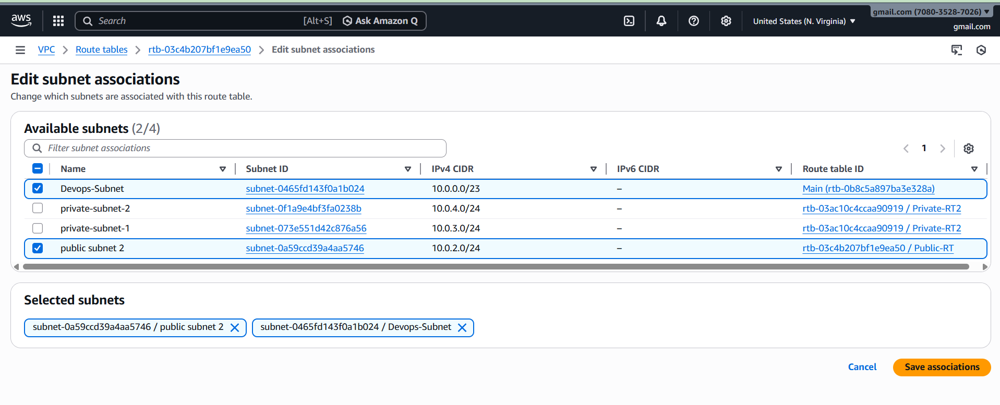 aws Search [Alt+S] Ask Amazon Q United States (N. Virginia) gmail.com (7080-3528-7026)
gmail.com
VPC Route tables rtb-03c4b207bf1e9ea50 Edit subnet associations
Edit subnet associations
Change which subnets are associated with this route table.
Available subnets (2/4)
Filter subnet associations 1
Name Subnet ID IPv4 CIDR IPv6 CIDR Route table ID
Devops-Subnet subnet-0465fd143f0a1b024 10.0.0.0/23 – Main (rtb-0b8c5a897ba3e328a)
private-subnet-2 subnet-0f1a9e4bf3fa0238b 10.0.4.0/24 – rtb-03ac10c4ccaa90919 / Private-RT2
private-subnet-1 subnet-073e551d42c876a56 10.0.3.0/24 – rtb-03ac10c4ccaa90919 / Private-RT2
public subnet 2 subnet-0a59ccd39a4aa5746 10.0.2.0/24 – rtb-03c4b207bf1e9ea50 / Public-RT
Selected subnets
subnet-0a59ccd39a4aa5746 / public subnet 2 subnet-0465fd143f0a1b024 / Devops-Subnet
Cancel Save associations